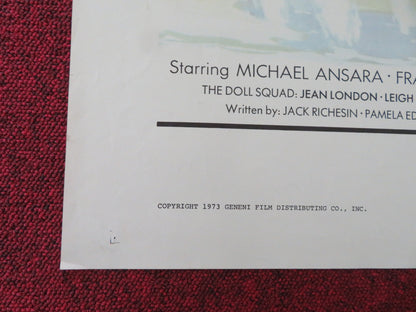 Starring MICHAEL ANSARA · FRA
THE DOLL SQUAD: JEAN LONDON · LEIGH
Written by: JACK RICHESIN · PAMELA ED
COPYRIGHT 1973 GENENI FILM DISTRIBUTING CO., INC.